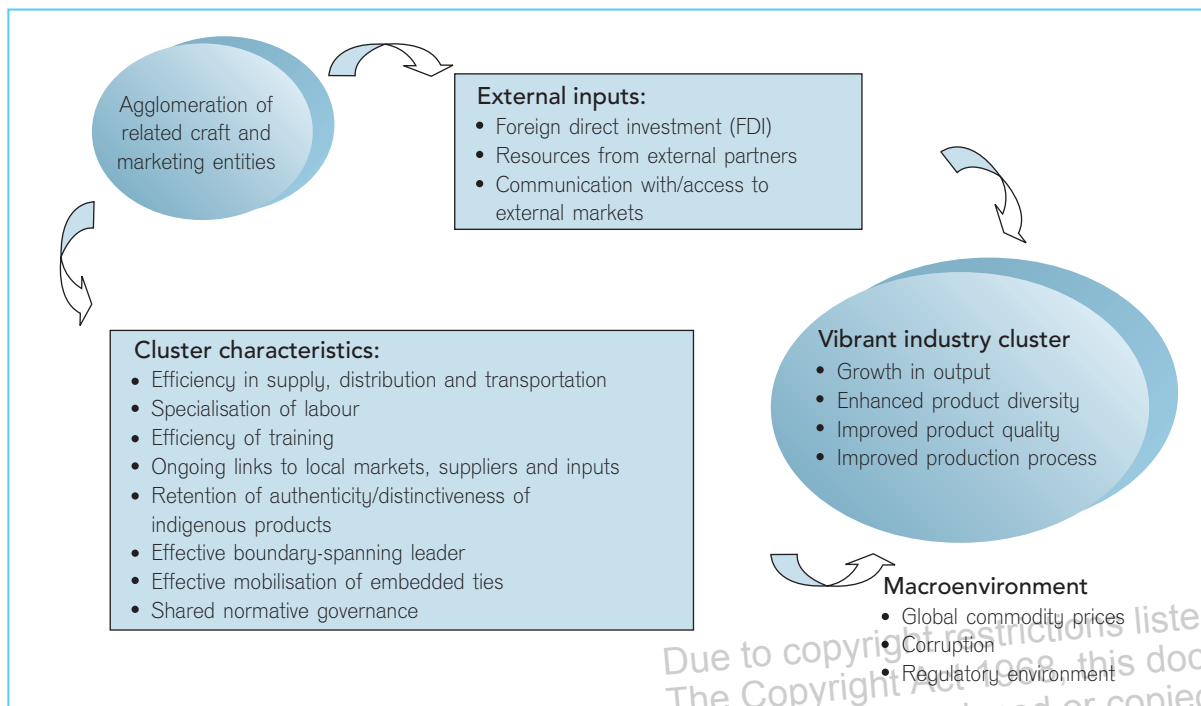 Agglomeration of
related craft and
marketing entities
External inputs:
• Foreign direct investment (FDI)
• Resources from external partners
• Communication with/access to
external markets
Cluster characteristics:
• Efficiency in supply, distribution and transportation
• Specialisation of labour
• Efficiency of training
• Ongoing links to local markets, suppliers and inputs
• Retention of authenticity/distinctiveness of
indigenous products
• Effective boundary-spanning leader
• Effective mobilisation of embedded ties
• Shared normative governance
Vibrant industry cluster
• Growth in output
• Enhanced product diversity
• Improved product quality
• Improved production process
Macroenvironment
• Global commodity prices
• Corruption
• Regulatory environment
Due to copyright restrictions liste
The Copyright Act 1968, this doc
or copied